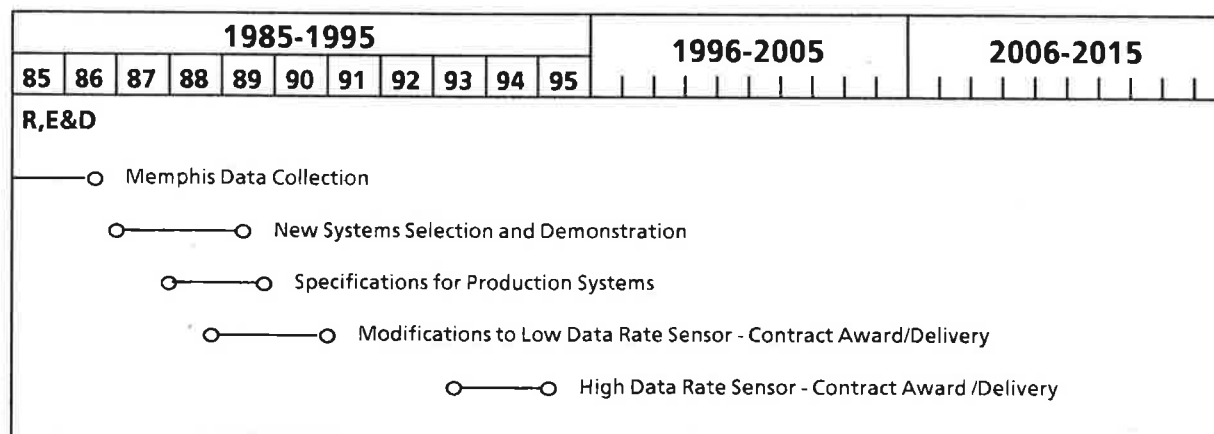 1985-1995 1996-2005 2006-2015
85 86 87 88 89 90 91 92 93 94 95
R,E&D
Memphis Data Collection
New Systems Selection and Demonstration
Specifications for Production Systems
Modifications to Low Data Rate Sensor - Contract Award/Delivery
High Data Rate Sensor - Contract Award /Delivery